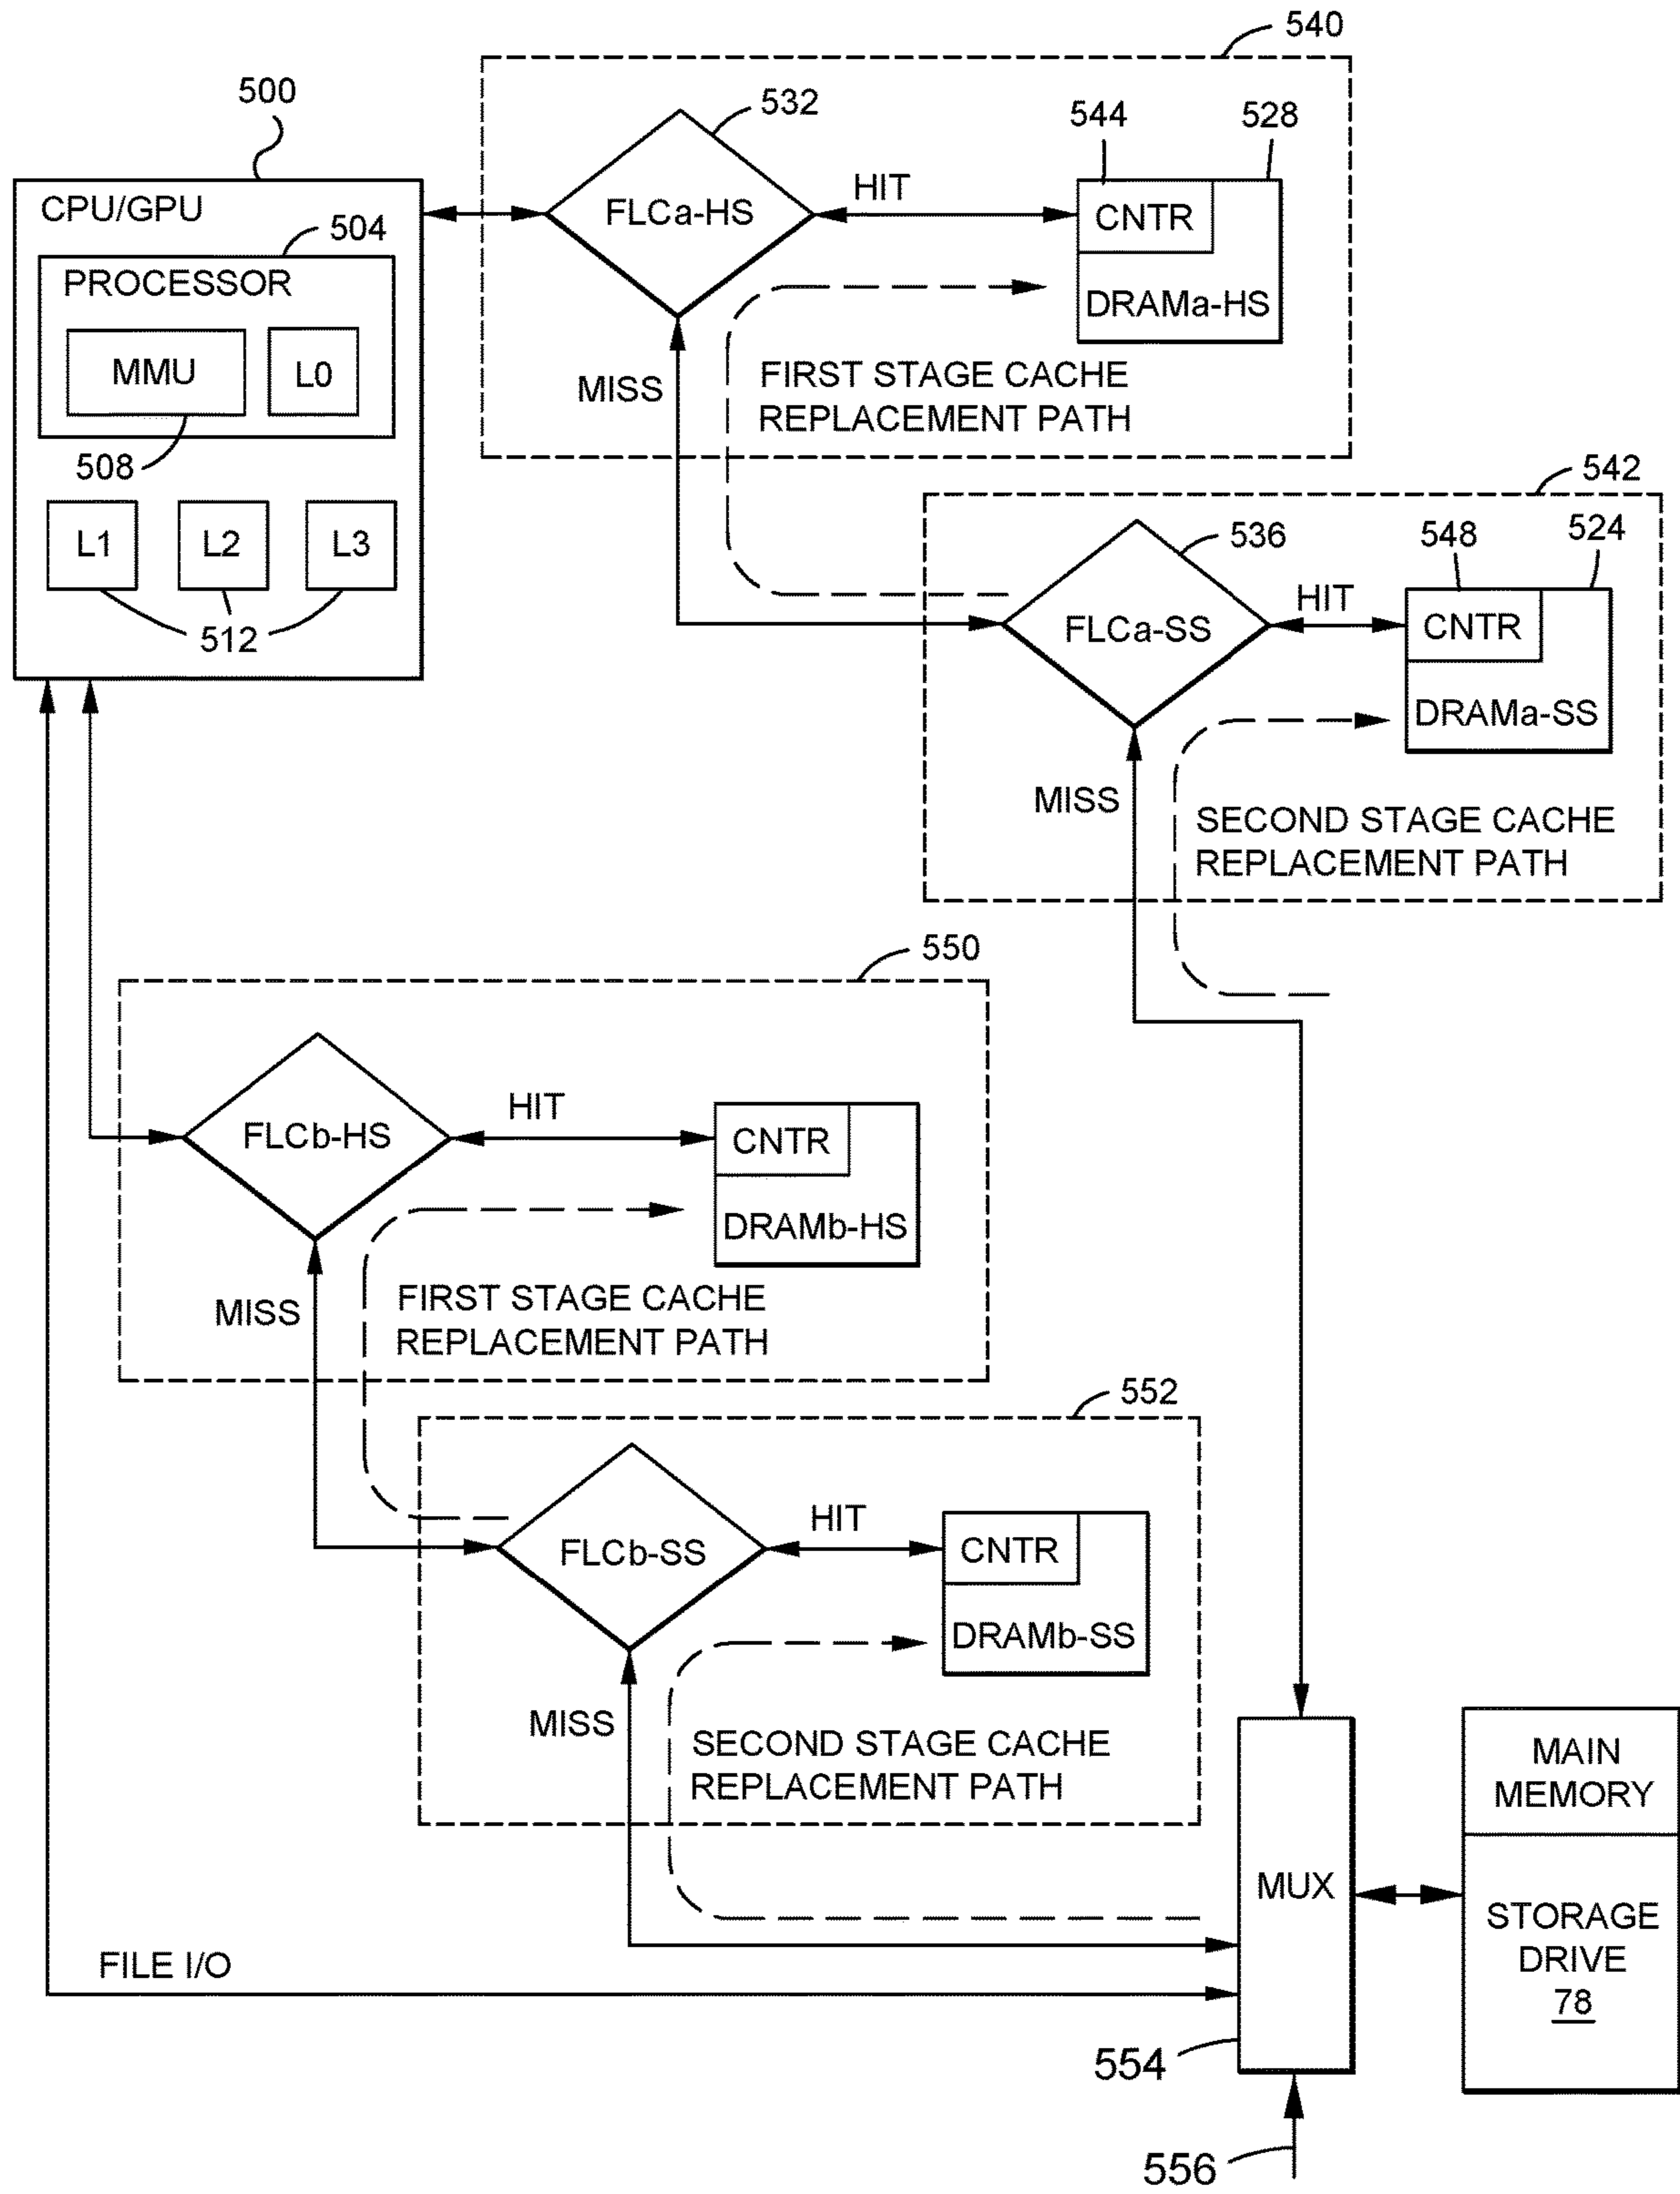 540
500
532
544
528
CPU/GPU
HIT
FLCa-HS
CNTR
504
PROCESSOR
DRAMa-HS
MMU
L0
MISS
FIRST STAGE CACHE
REPLACEMENT PATH
508
542
L1
L2
L3
536
548
524
HIT
512
FLCa-SS
CNTR
DRAMa-SS
MISS
SECOND STAGE CACHE
REPLACEMENT PATH
550
HIT
FLCb-HS
CNTR
DRAMb-HS
MISS
FIRST STAGE CACHE
REPLACEMENT PATH
552
HIT
FLCb-SS
CNTR
DRAMb-SS
MISS
SECOND STAGE CACHE
REPLACEMENT PATH
MAIN
MEMORY
MUX
STORAGE
DRIVE
78
FILE I/O
554
556